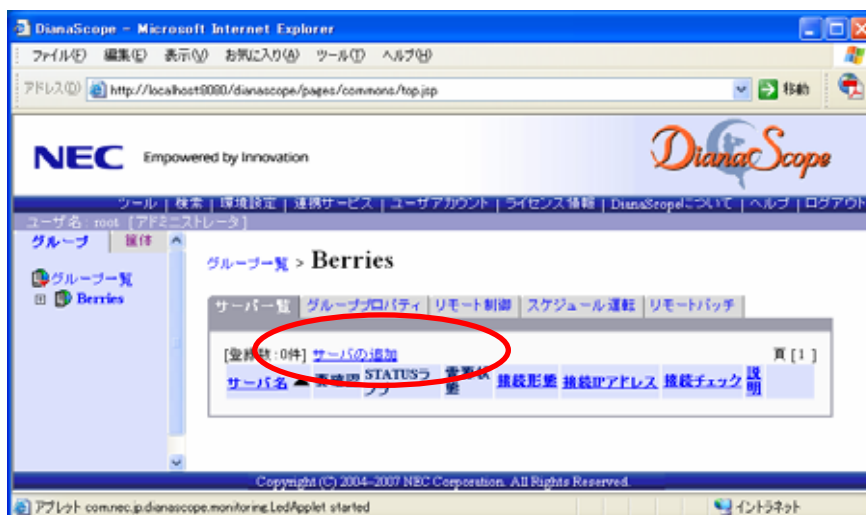 DianaScope - Microsoft Internet Explorer
ファイル(F) 編集(E) 表示(V) お気に入り(A) ツール(T) ヘルプ(H)
アドレス(D) http://localhost:8080/dianascope/pages/commons/top.jsp 移動
NEC Empowered by Innovation DianaScope
ツール | 検索 | 環境設定 | 連携サービス | ユーザアカウント | ライセンス情報 | DianaScopeについて | ヘルプ | ログアウト
ユーザ名 : root [アドミニストレータ]
グループ 筐体
グループ一覧
Berries
グループ一覧 > Berries
サーバ一覧 グループプロパティ リモート制御 スケジュール運転 リモートバッチ
[登録数:0件] サーバの追加 頁 [ 1 ]
サーバ名 要確認 STATUSランプ 電源状態 接続形態 接続IPアドレス 接続チェック 説明
Copyright (C) 2004-2007 NEC Corporation. All Rights Reserved.
アプレット com.nec.jp.dianascope.monitoring.LedApplet started イントラネット